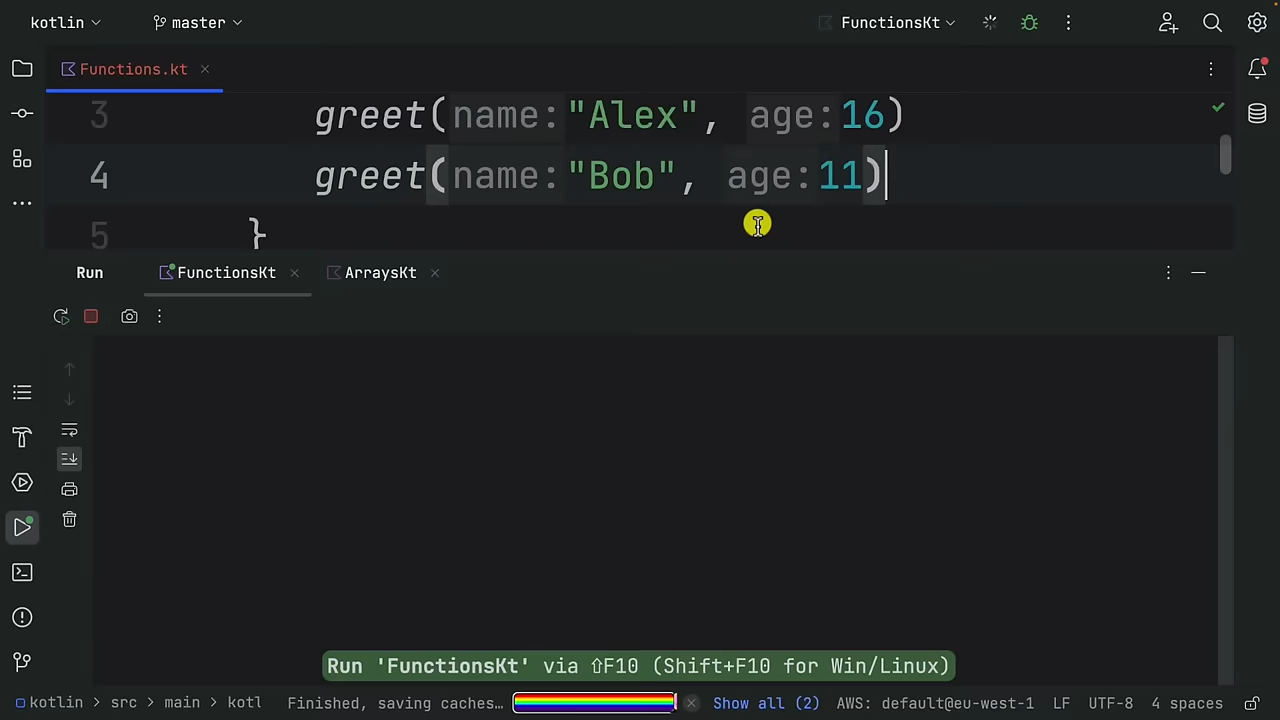 kotlin master FunctionsKt
Functions.kt
3 greet(name:"Alex", age:16)
4 greet(name:"Bob", age:11)
5 }
Run FunctionsKt ArraysKt
Run 'FunctionsKt' via ⇧F10 (Shift+F10 for Win/Linux)
kotlin > src > main > kotl Finished, saving caches… Show all (2) AWS: default@eu-west-1 LF UTF-8 4 spaces